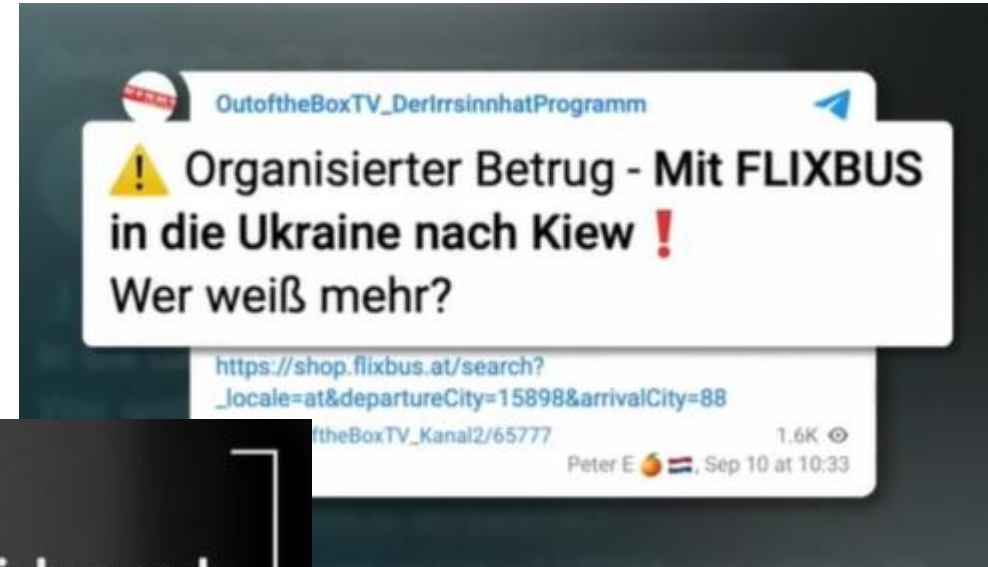 OutoftheBoxTV_DerIrrsinnhatProgramm
⚠️ Organisierter Betrug - Mit FLIXBUS
in die Ukraine nach Kiew❗
Wer weiß mehr?
https://shop.flixbus.at/search?
_locale=at&departureCity=15898&arrivalCity=88
ftheBoxTV_Kanal2/65777
1.6K
Peter E 🍊 🇳🇱, Sep 10 at 10:33